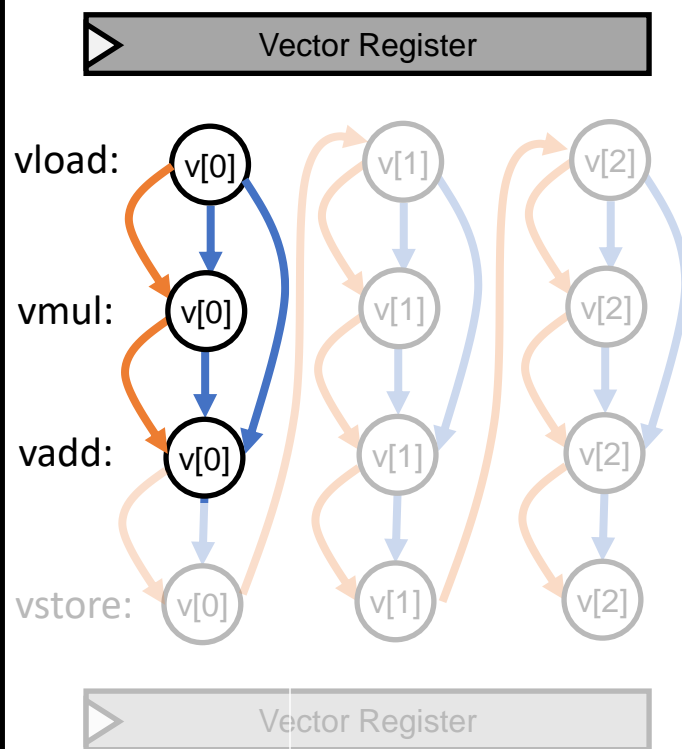 Vector Register
vload: v[0] v[1] v[2]
vmul: v[0] v[1] v[2]
vadd: v[0] v[1] v[2]
vstore: v[0] v[1] v[2]
Vector Register